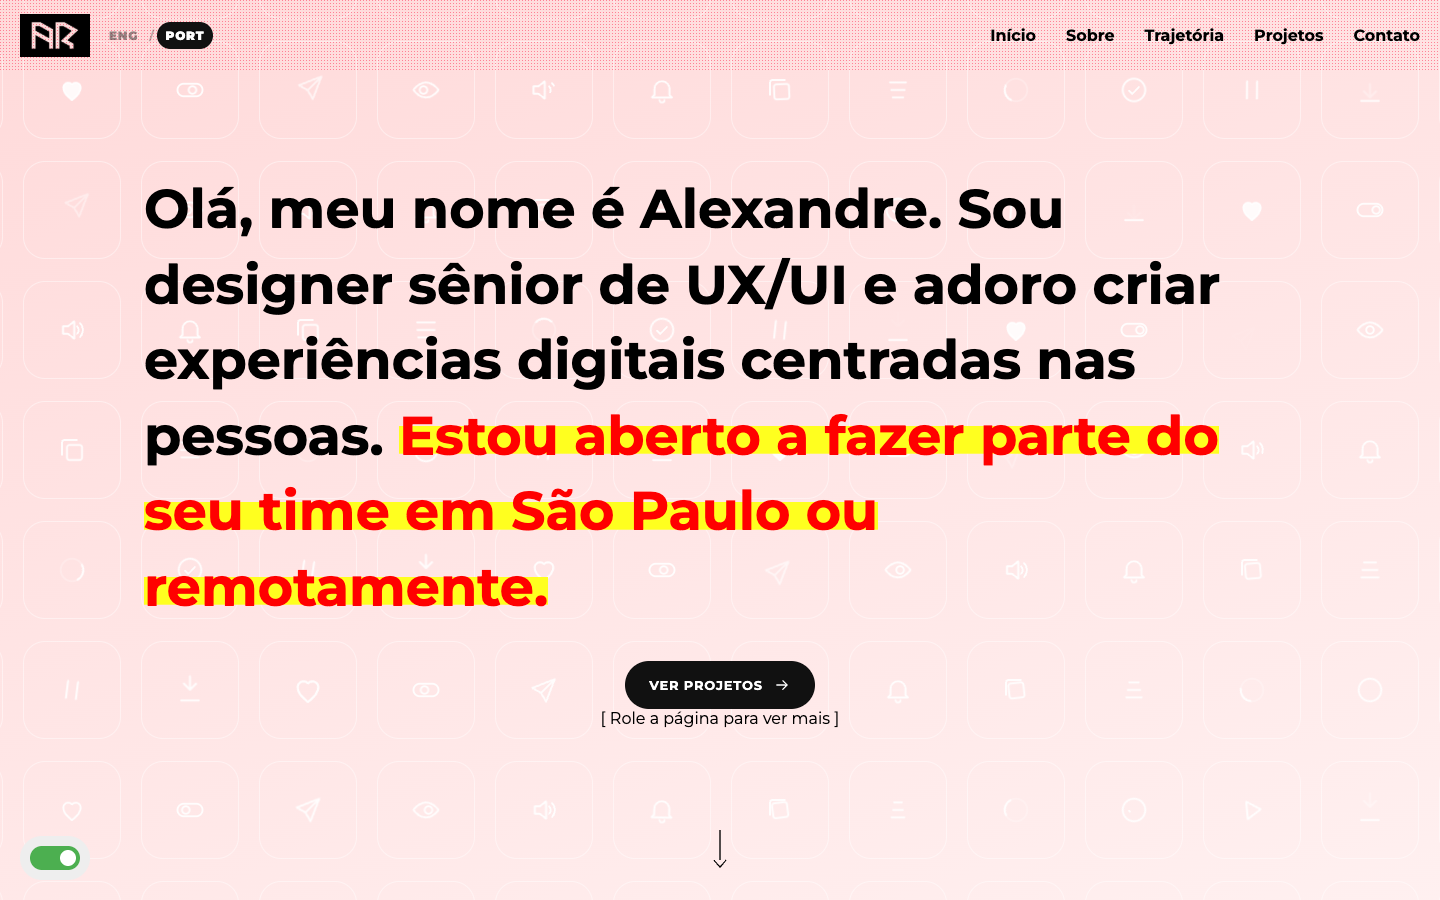 AR
ENG / PORT
Início Sobre Trajetória Projetos Contato
Olá, meu nome é Alexandre. Sou
designer sênior de UX/UI e adoro criar
experiências digitais centradas nas
pessoas. Estou aberto a fazer parte do
seu time em São Paulo ou
remotamente.
VER PROJETOS →
[ Role a página para ver mais ]